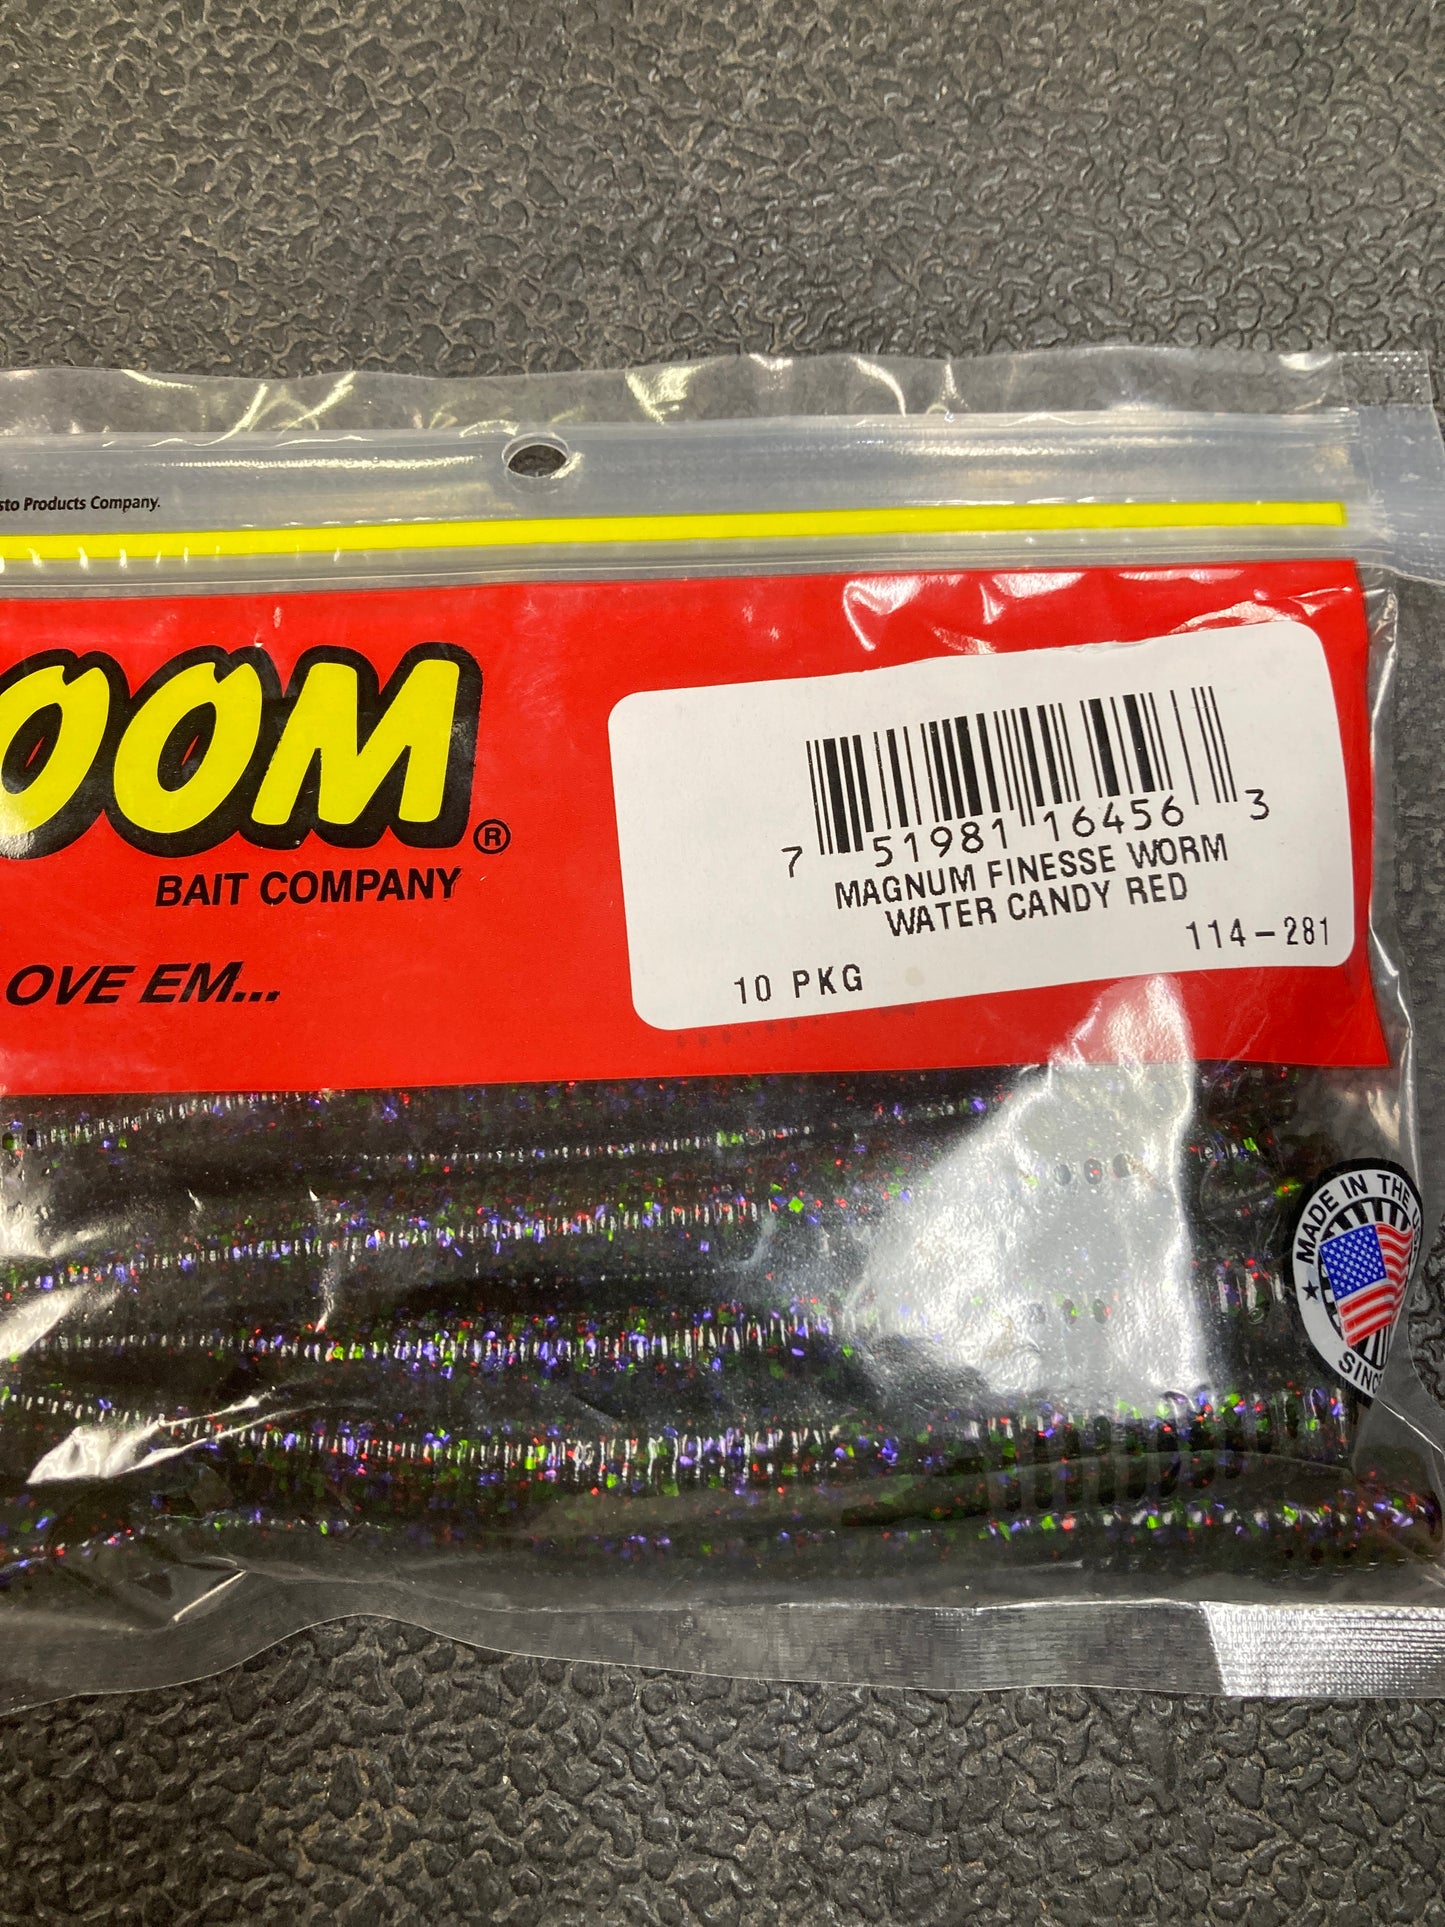 sto Products Company.
OOM®
BAIT COMPANY
OVE EM...
7 51981 16456 3
MAGNUM FINESSE WORM
WATER CANDY RED
114-281
10 PKG
MADE IN THE USA
SINC